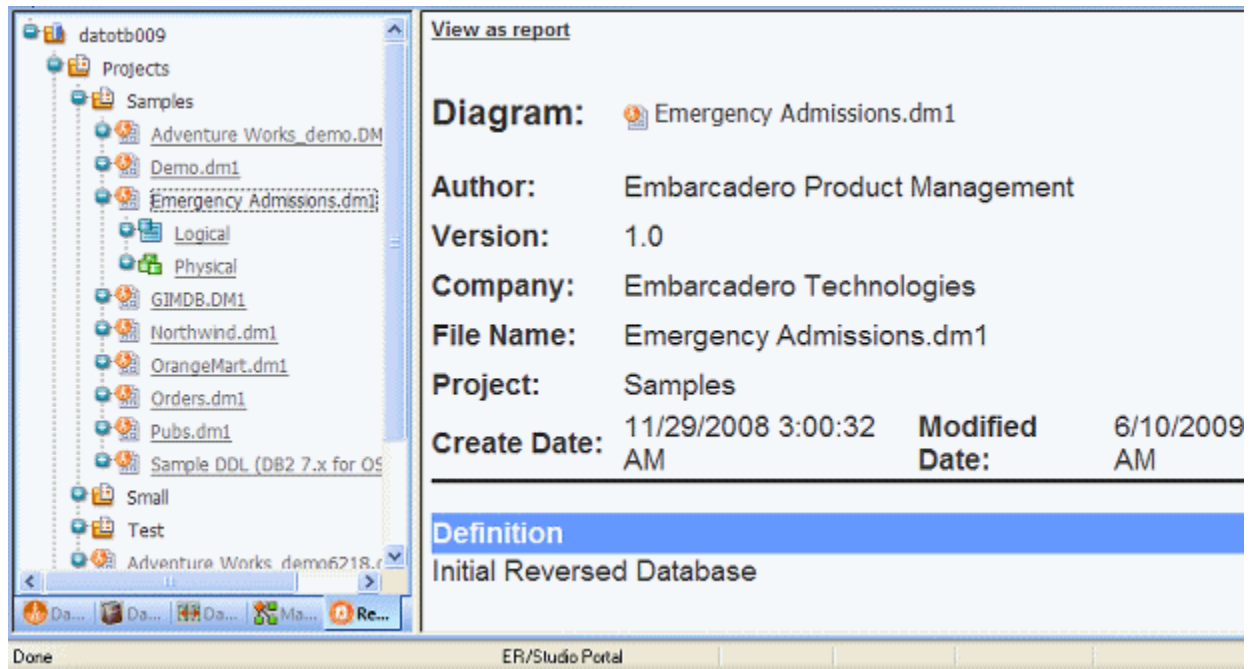 datotb009
Projects
Samples
Adventure Works_demo.DM
Demo.dm1
Emergency Admissions.dm1
Logical
Physical
GIMDB.DM1
Northwind.dm1
OrangeMart.dm1
Orders.dm1
Pubs.dm1
Sample DDL (DB2 7.x for OS
Small
Test
Adventure Works_demo6218.
Da... Da... Da... Ma... Re...
View as report
Diagram: Emergency Admissions.dm1
Author: Embarcadero Product Management
Version: 1.0
Company: Embarcadero Technologies
File Name: Emergency Admissions.dm1
Project: Samples
Create Date: 11/29/2008 3:00:32 AM Modified Date: 6/10/2009 AM
Definition
Initial Reversed Database
Done ER/Studio Portal